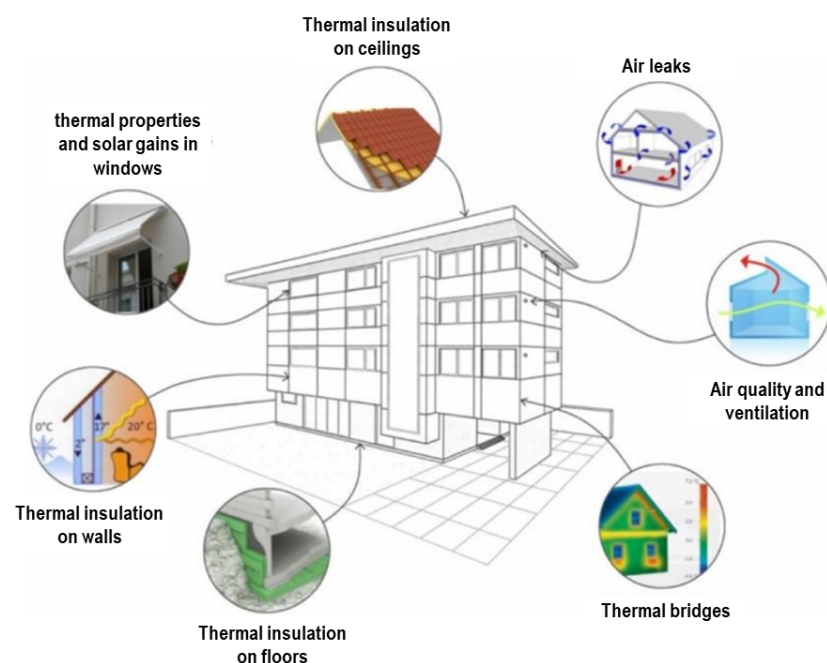 Thermal insulation
on ceilings
Air leaks
thermal properties
and solar gains in
windows
Air quality and
ventilation
0°C
2°
17°
20° C
Thermal insulation
on walls
Thermal bridges
Thermal insulation
on floors